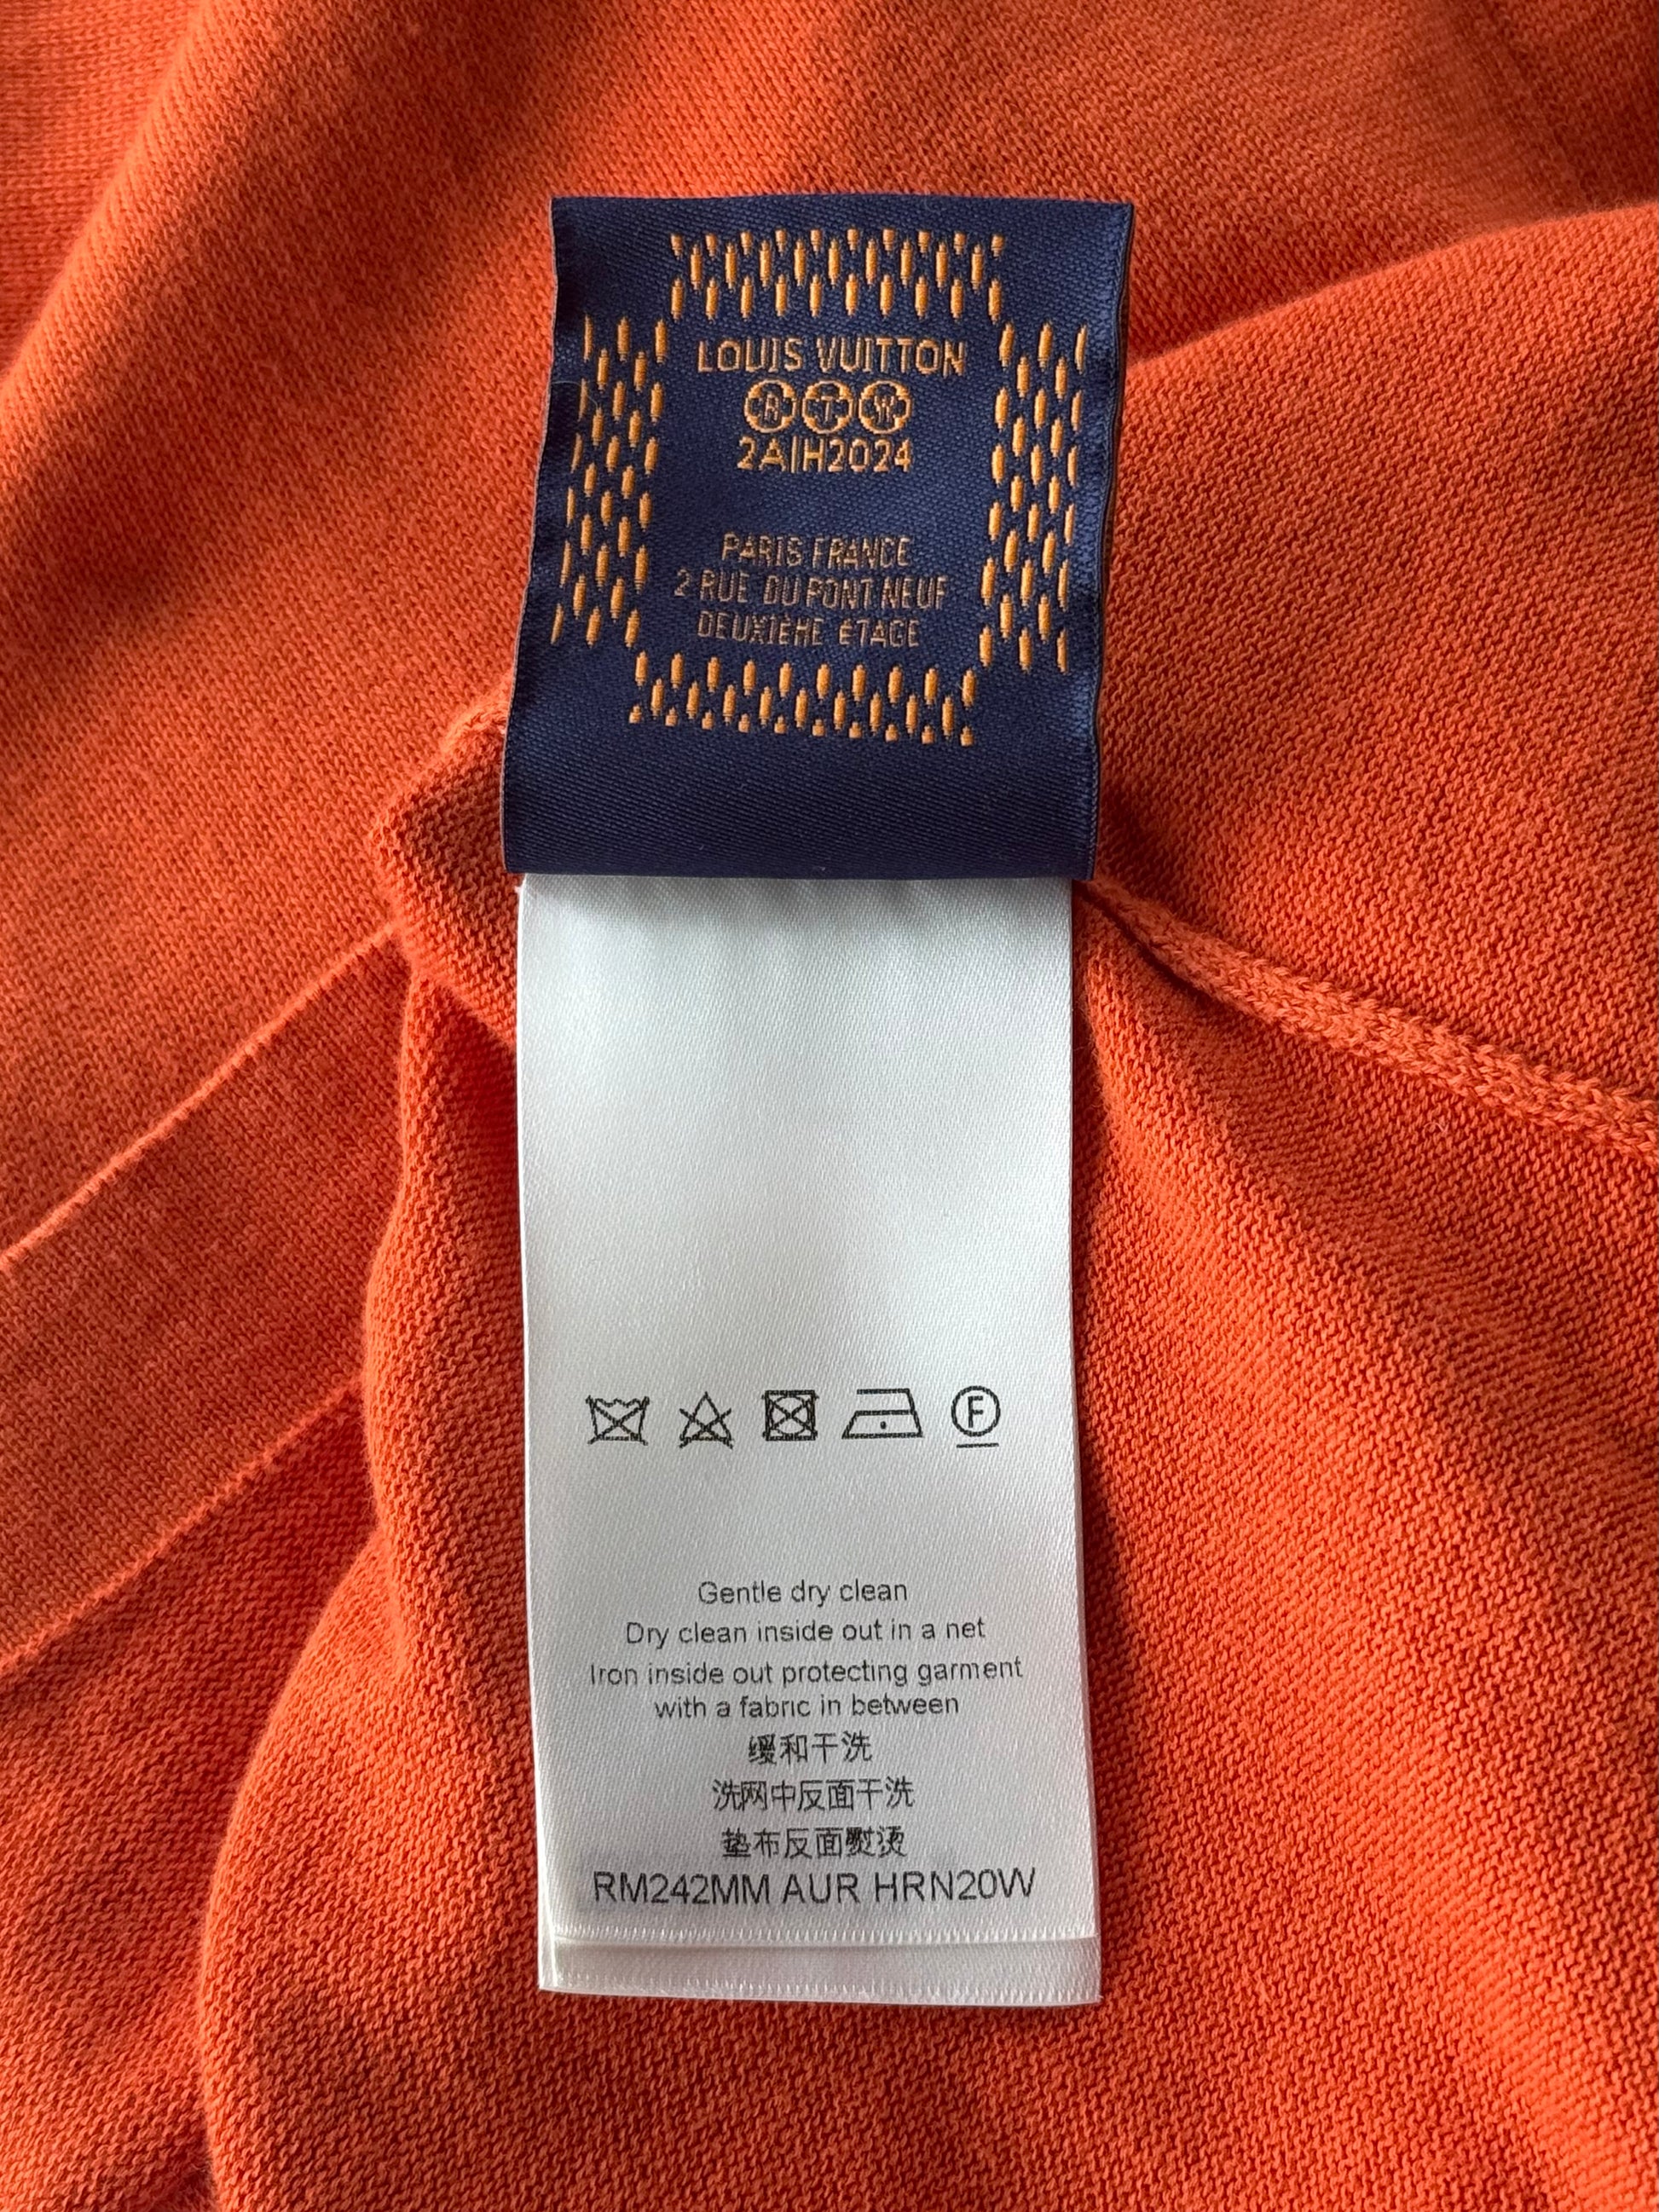 LOUIS VUITTON
R T W
2AIH2024
PARIS FRANCE
2 RUE DU PONT NEUF
DEUXIÈME ÉTAGE
F
Gentle dry clean
Dry clean inside out in a net
Iron inside out protecting garment
with a fabric in between
缓和干洗
洗网中反面干洗
垫布反面熨烫
RM242MM AUR HRN20W